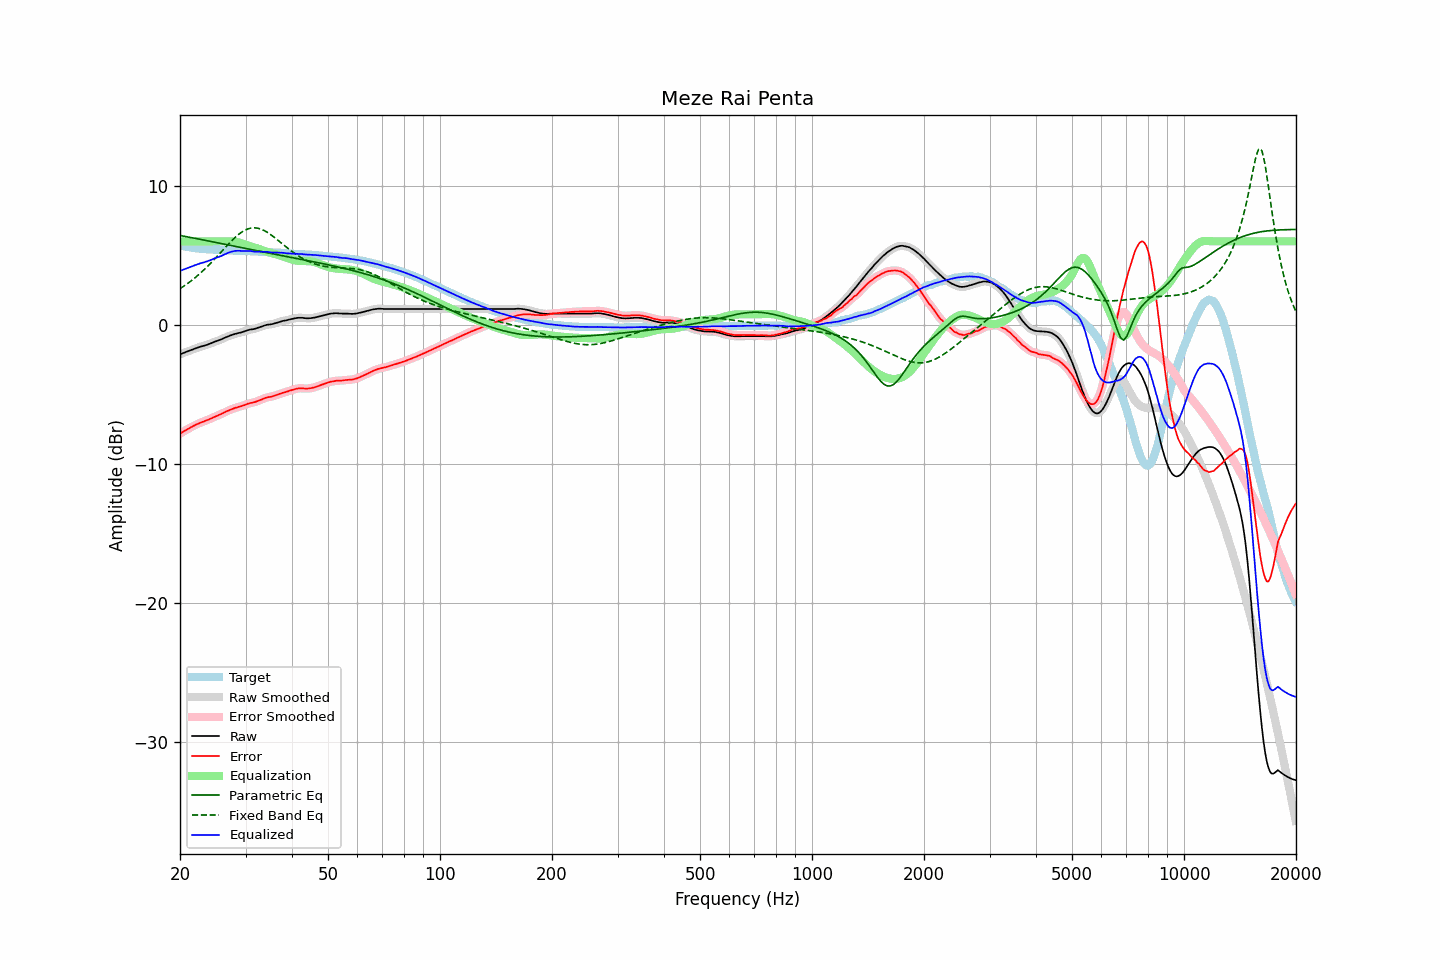 Meze Rai Penta
Amplitude (dBr)
10
0
−10
−20
−30
Target
Raw Smoothed
Error Smoothed
Raw
Error
Equalization
Parametric Eq
Fixed Band Eq
Equalized
20 50 100 200 500 1000 2000 5000 10000 20000
Frequency (Hz)